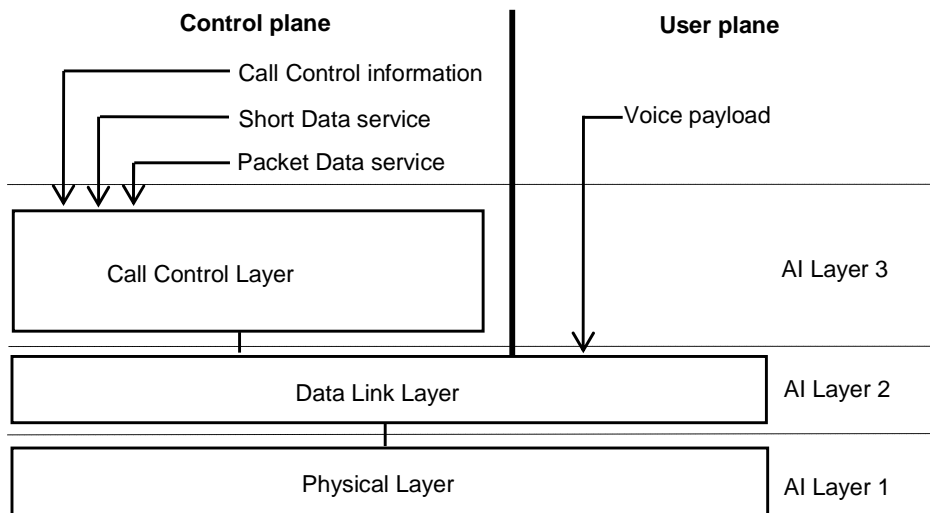 Control plane
User plane
Call Control information
Short Data service
Voice payload
Packet Data service
Call Control Layer
AI Layer 3
Data Link Layer
AI Layer 2
Physical Layer
AI Layer 1